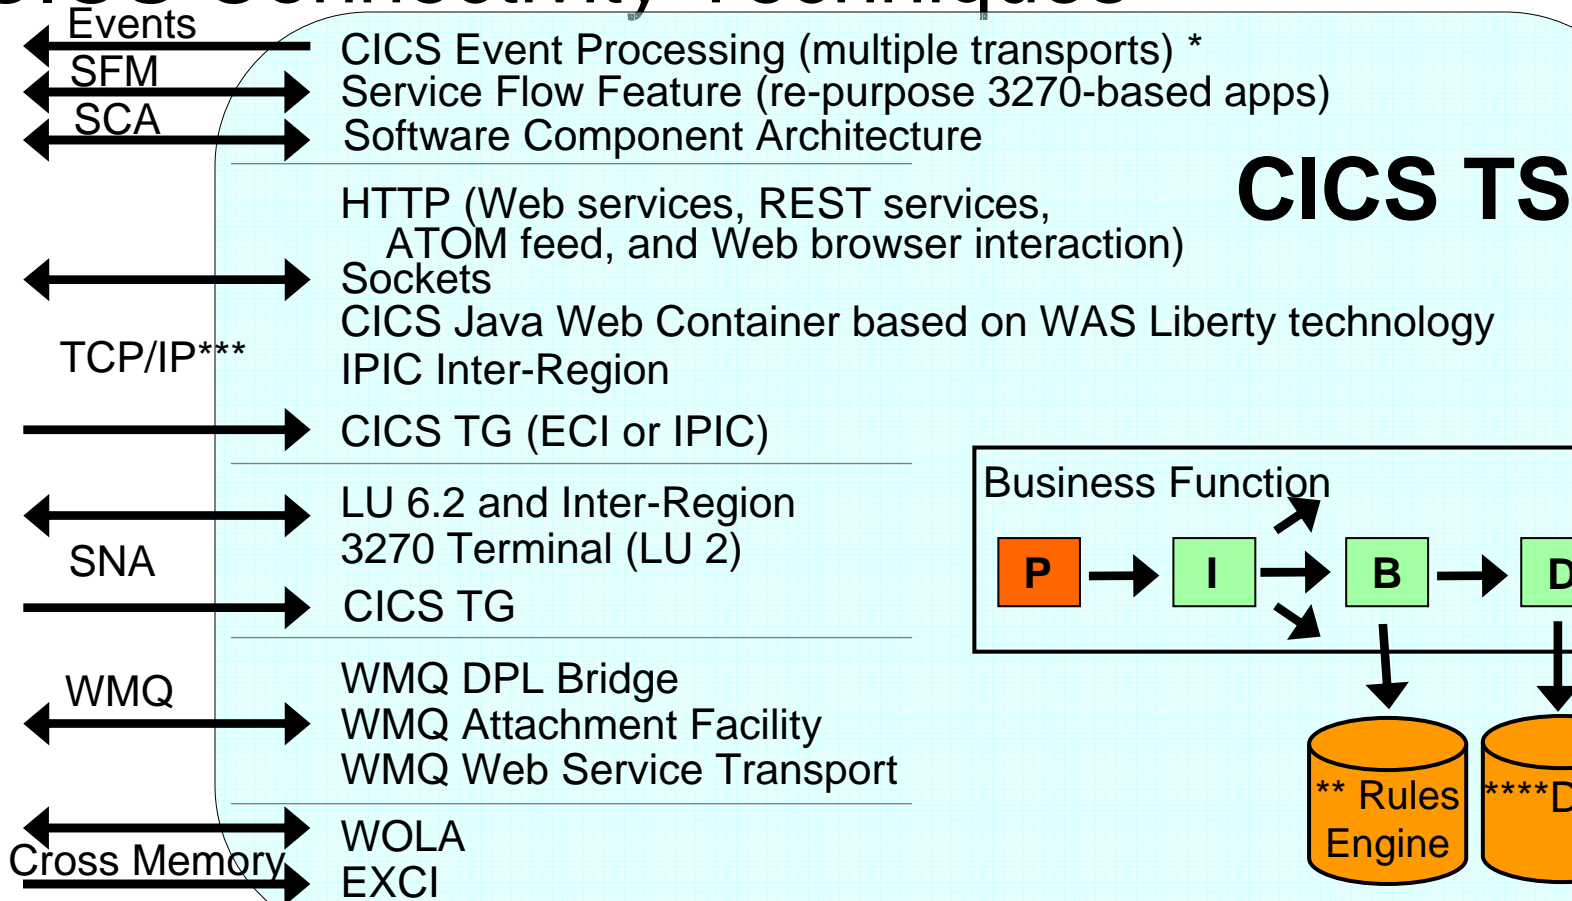 CICS Connectivity Techniques
Events
CICS Event Processing (multiple transports) *
SFM
Service Flow Feature (re-purpose 3270-based apps)
SCA
Software Component Architecture
CICS TS
HTTP (Web services, REST services,
ATOM feed, and Web browser interaction)
Sockets
CICS Java Web Container based on WAS Liberty technology
TCP/IP***
IPIC Inter-Region
CICS TG (ECI or IPIC)
LU 6.2 and Inter-Region
3270 Terminal (LU 2)
SNA
CICS TG
Business Function
P
I
B
D
WMQ
WMQ DPL Bridge
WMQ Attachment Facility
WMQ Web Service Transport
** Rules
Engine
****D
WOLA
Cross Memory
EXCI